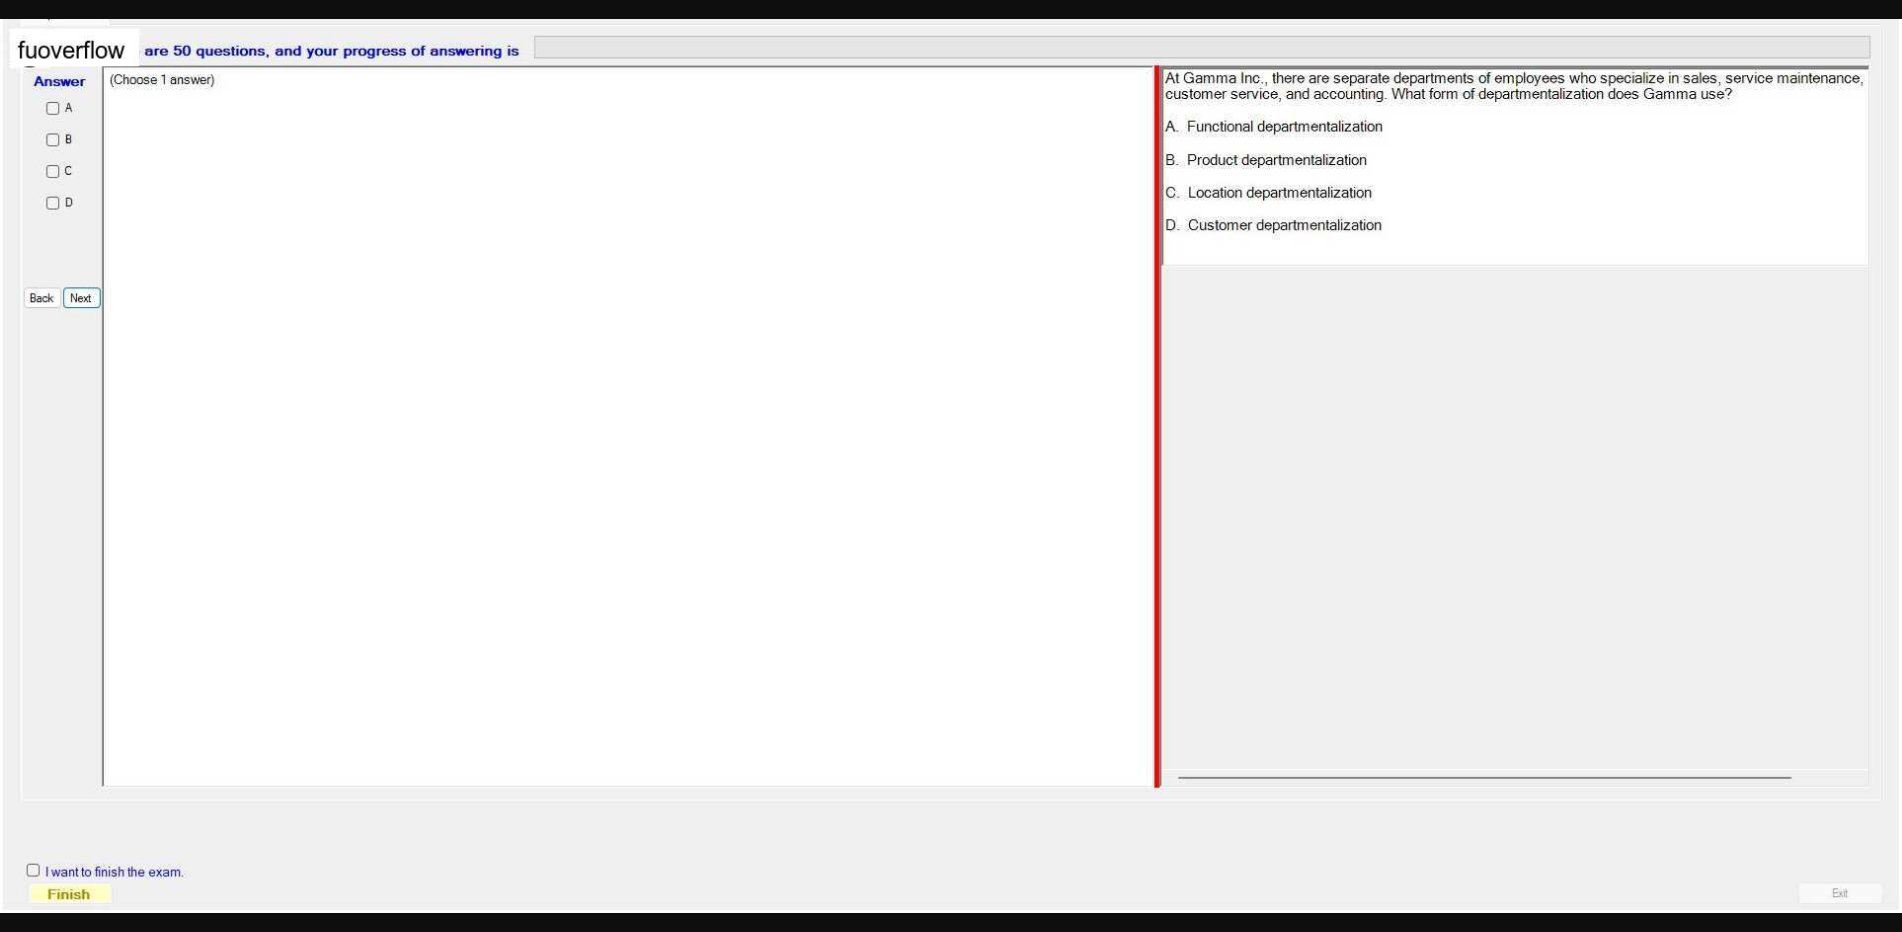 fuoverflow are 50 questions, and your progress of answering is
Answer
(Choose 1 answer)
A
B
C
D
Back Next
At Gamma Inc., there are separate departments of employees who specialize in sales, service maintenance,
customer service, and accounting. What form of departmentalization does Gamma use?
A. Functional departmentalization
B. Product departmentalization
C. Location departmentalization
D. Customer departmentalization
I want to finish the exam.
Finish
Exit